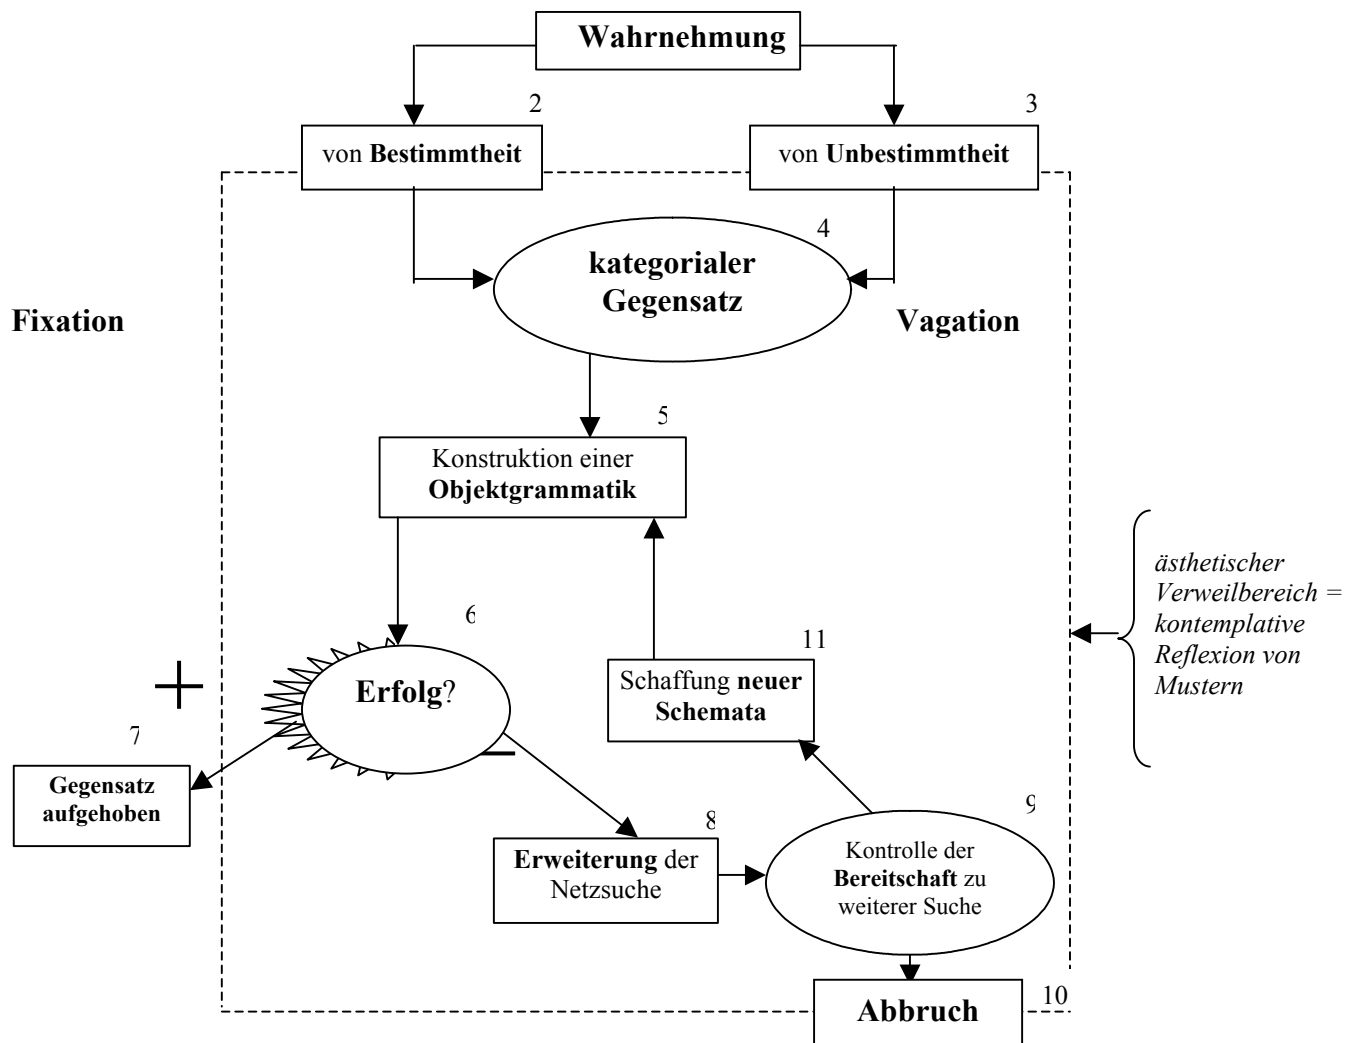 Wahrnehmung
2
3
von Bestimmtheit
von Unbestimmtheit
4
kategorialer
Gegensatz
Fixation
Vagation
5
Konstruktion einer
Objektgrammatik
ästhetischer
Verweilbereich =
kontemplative
Reflexion von
Mustern
6
11
Erfolg?
Schaffung neuer
Schemata
+
–
7
Gegensatz
aufgehoben
8
9
Erweiterung der
Netzsuche
Kontrolle der
Bereitschaft zu
weiterer Suche
10
Abbruch